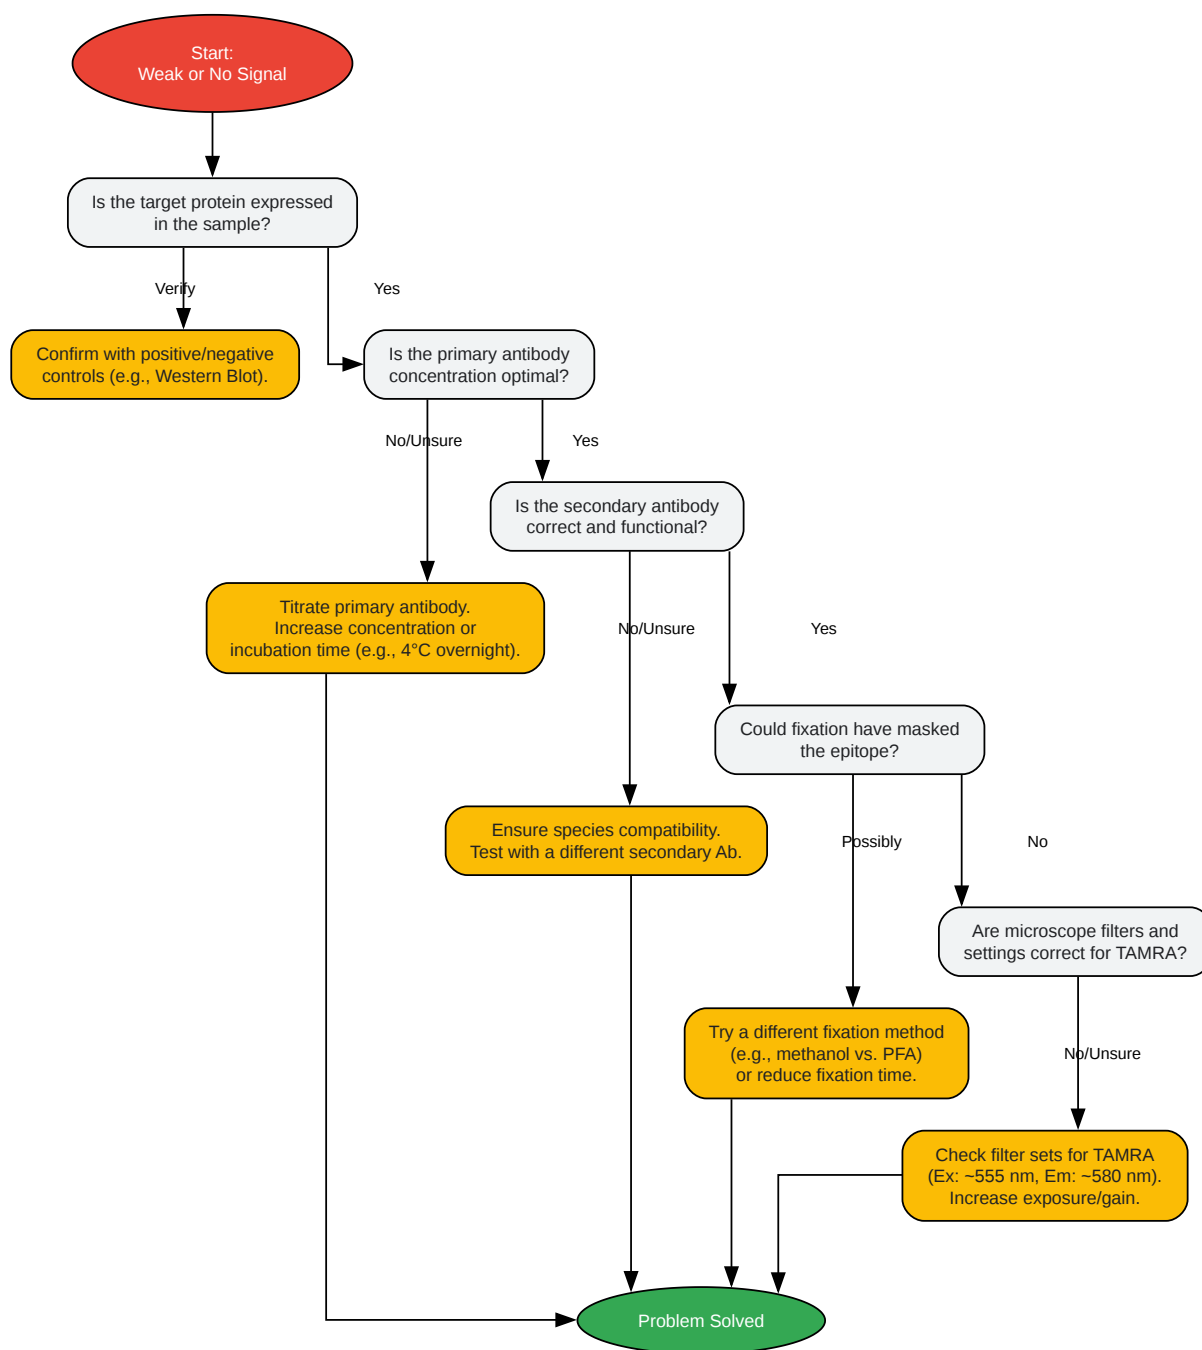 Start:
Weak or No Signal
Is the target protein expressed
in the sample?
Verify
Yes
Confirm with positive/negative
controls (e.g., Western Blot).
Is the primary antibody
concentration optimal?
No/Unsure
Yes
Is the secondary antibody
correct and functional?
Titrate primary antibody.
Increase concentration or
incubation time (e.g., 4°C overnight).
No/Unsure
Yes
Could fixation have masked
the epitope?
Ensure species compatibility.
Test with a different secondary Ab.
Possibly
No
Are microscope filters and
settings correct for TAMRA?
Try a different fixation method
(e.g., methanol vs. PFA)
or reduce fixation time.
No/Unsure
Check filter sets for TAMRA
(Ex: ~555 nm, Em: ~580 nm).
Increase exposure/gain.
Problem Solved